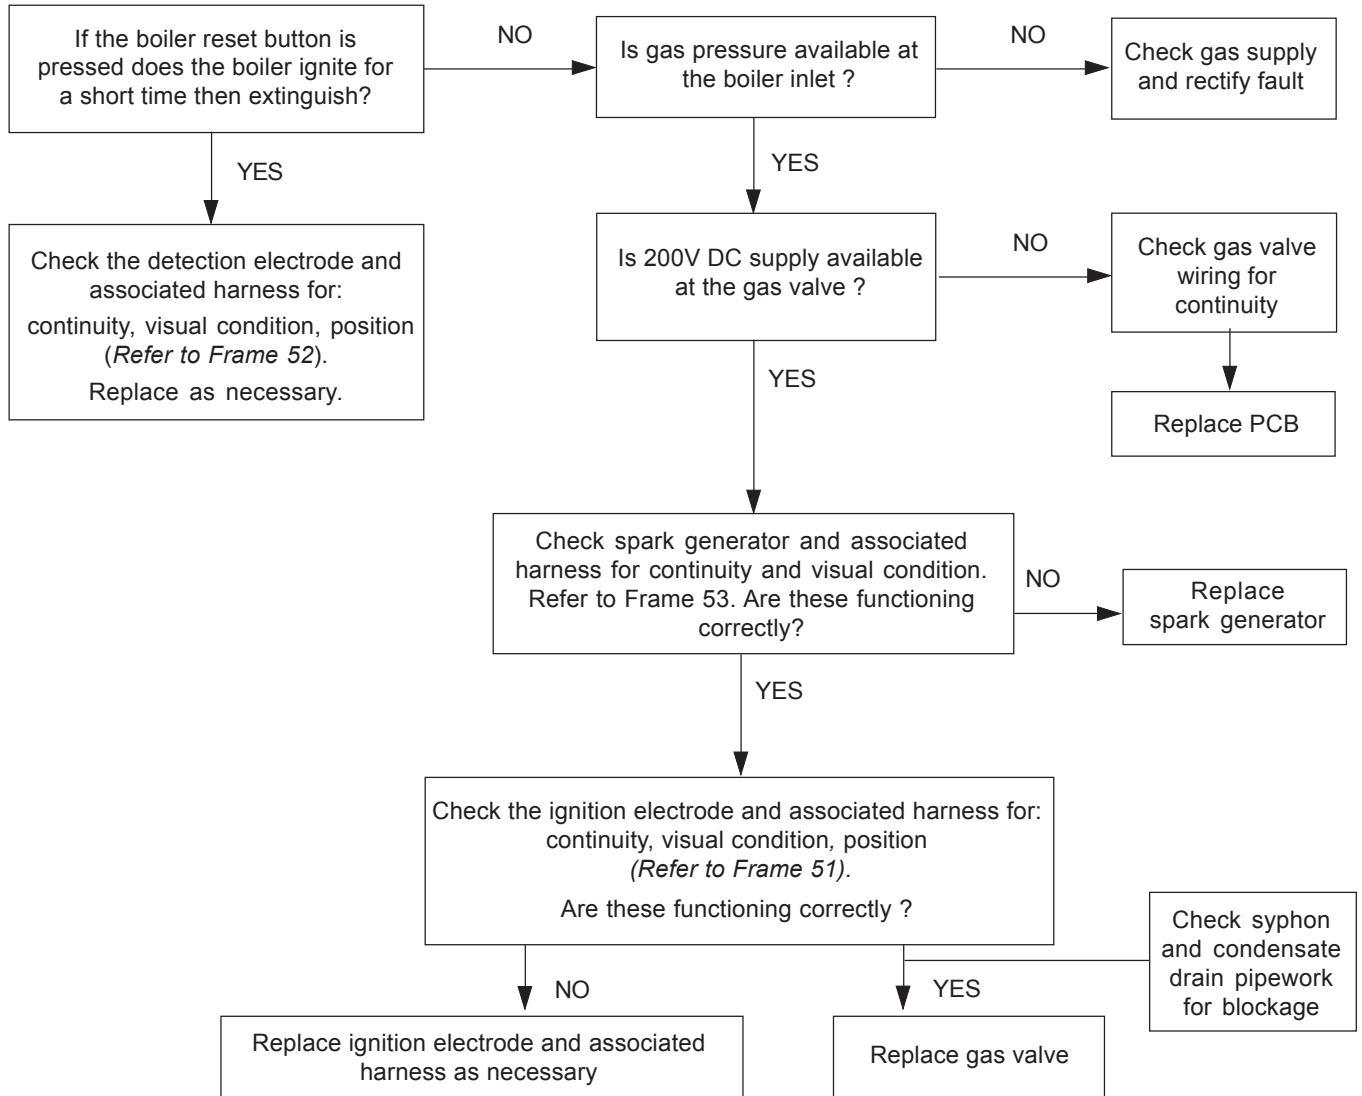 If the boiler reset button is
pressed does the boiler ignite for
a short time then extinguish?
NO
Is gas pressure available at
the boiler inlet ?
NO
Check gas supply
and rectify fault
YES
YES
Check the detection electrode and
associated harness for:
continuity, visual condition, position
(Refer to Frame 52).
Replace as necessary.
Is 200V DC supply available
at the gas valve ?
NO
Check gas valve
wiring for
continuity
YES
Replace PCB
Check spark generator and associated
harness for continuity and visual condition.
Refer to Frame 53. Are these functioning
correctly?
NO
Replace
spark generator
YES
Check the ignition electrode and associated harness for:
continuity, visual condition, position
(Refer to Frame 51).
Are these functioning correctly ?
Check syphon
and condensate
drain pipework
for blockage
NO
YES
Replace ignition electrode and associated
harness as necessary
Replace gas valve